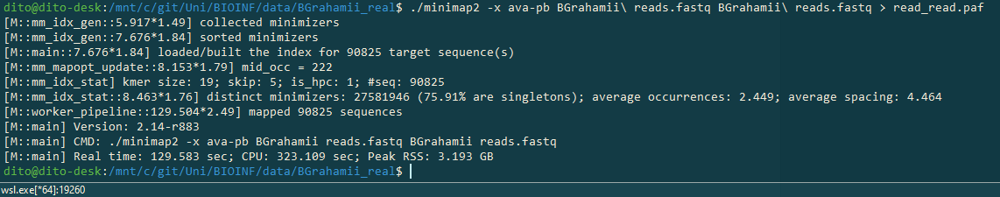 dito@dito-desk:/mnt/c/git/Uni/BIOINF/data/BGrahamii_real$ ./minimap2 -x ava-pb BGrahamii\ reads.fastq BGrahamii\ reads.fastq > read_read.paf
[M::mm_idx_gen::5.917*1.49] collected minimizers
[M::mm_idx_gen::7.676*1.84] sorted minimizers
[M::main::7.676*1.84] loaded/built the index for 90825 target sequence(s)
[M::mm_mapopt_update::8.153*1.79] mid_occ = 222
[M::mm_idx_stat] kmer size: 19; skip: 5; is_hpc: 1; #seq: 90825
[M::mm_idx_stat::8.463*1.76] distinct minimizers: 27581946 (75.91% are singletons); average occurrences: 2.449; average spacing: 4.464
[M::worker_pipeline::129.504*2.49] mapped 90825 sequences
[M::main] Version: 2.14-r883
[M::main] CMD: ./minimap2 -x ava-pb BGrahamii reads.fastq BGrahamii reads.fastq
[M::main] Real time: 129.583 sec; CPU: 323.109 sec; Peak RSS: 3.193 GB
dito@dito-desk:/mnt/c/git/Uni/BIOINF/data/BGrahamii_real$
wsl.exe[*64]:19260